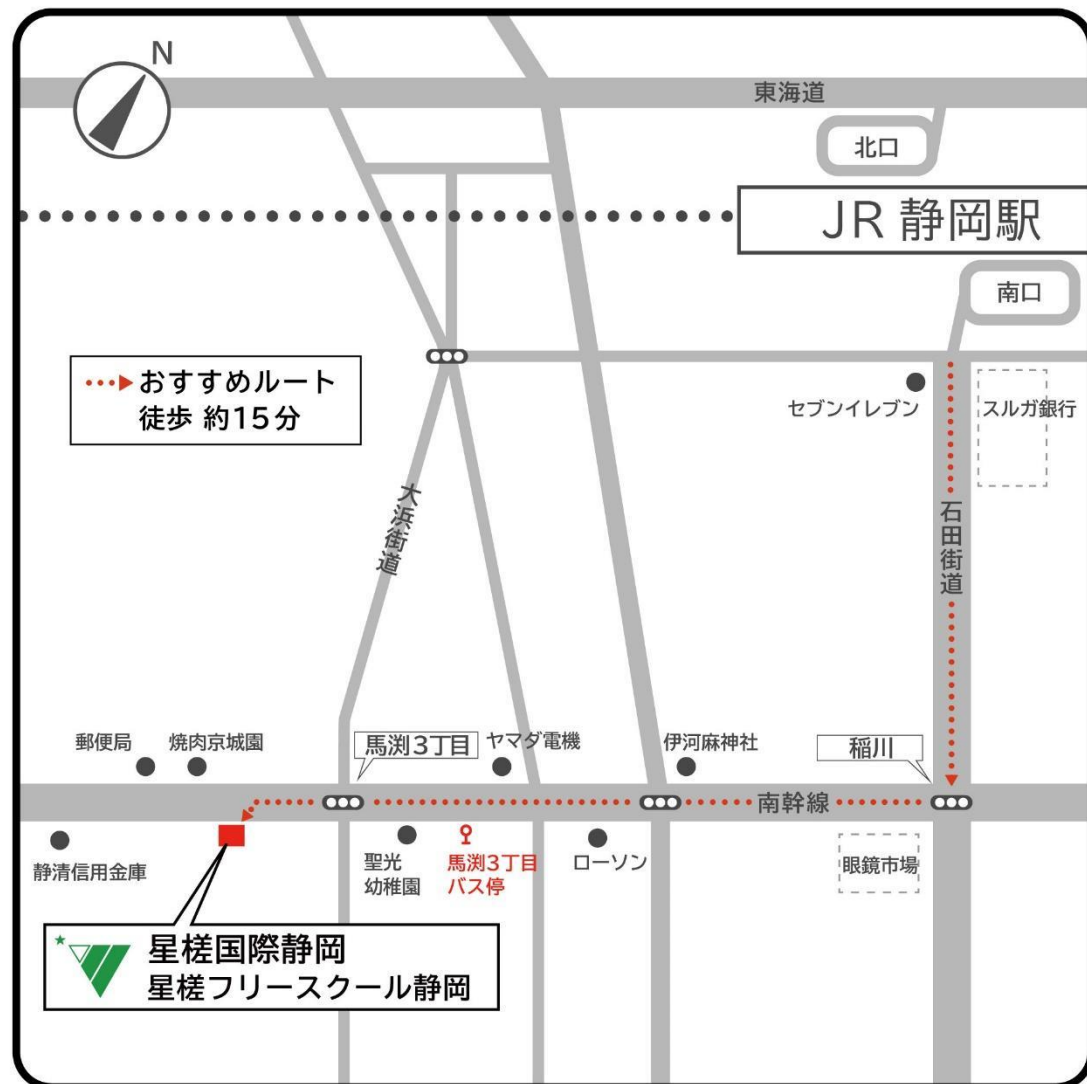 N
東海道
北口
JR 静岡駅
南口
おすすめルート
徒歩 約15分
セブンイレブン
スルガ銀行
大浜街道
石田街道
郵便局
焼肉京城園
馬渕3丁目
ヤマダ電機
伊河麻神社
稲川
南幹線
静清信用金庫
聖光
幼稚園
馬渕3丁目
バス停
ローソン
眼鏡市場
星槎国際静岡
星槎フリースクール静岡